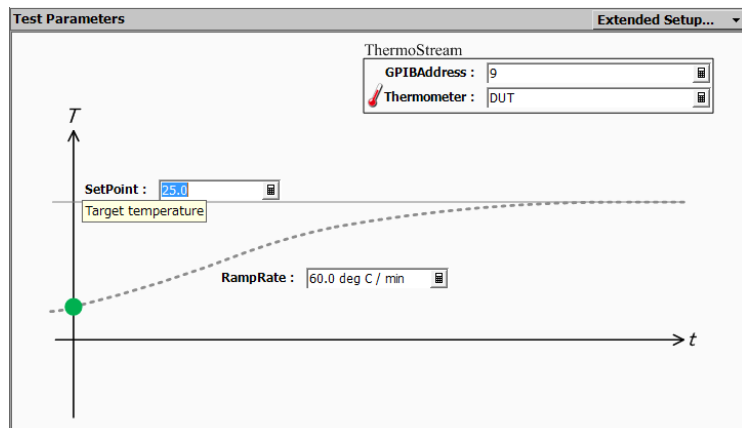 Test Parameters
Extended Setup...
ThermoStream
GPIBAddress : 9
Thermometer : DUT
T
SetPoint : 25.0
Target temperature
RampRate : 60.0 deg C / min
t